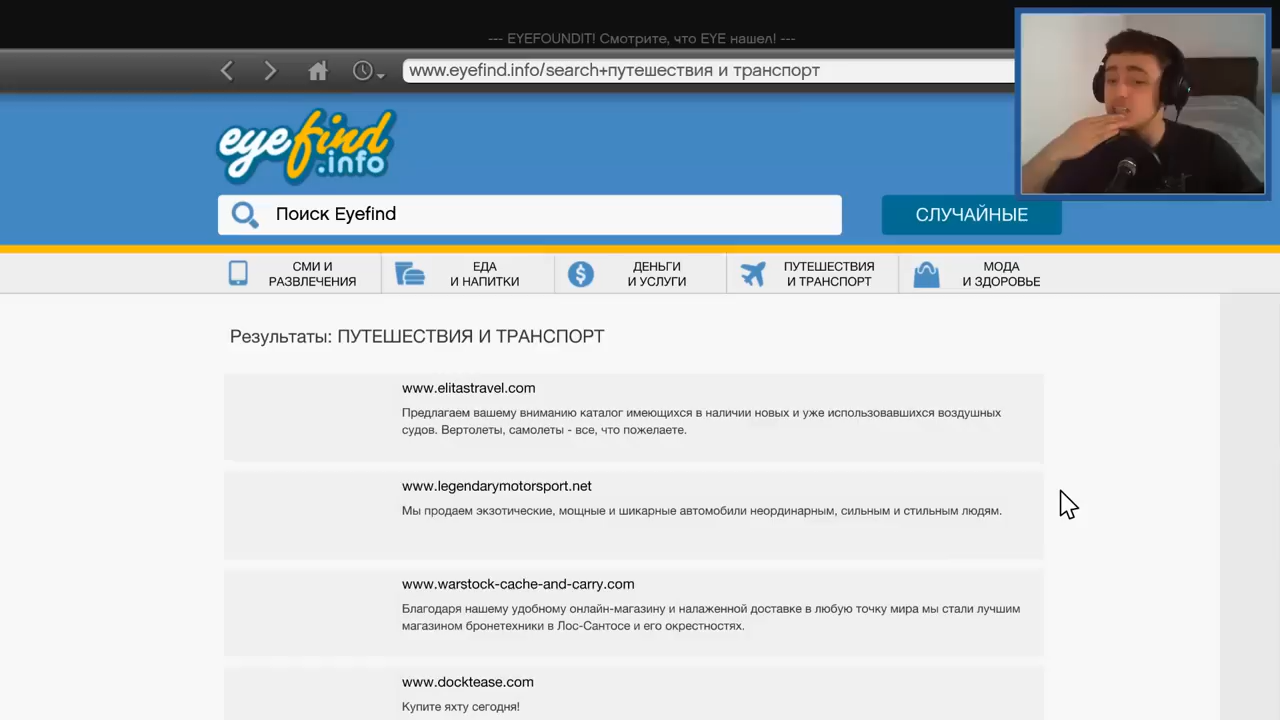 --- EYEFOUNDIT! Смотрите, что EYE нашел! ---
www.eyefind.info/search+путешествия и транспорт
eyefind
.info
Поиск Eyefind
СЛУЧАЙНЫЕ
СМИ И
РАЗВЛЕЧЕНИЯ
ЕДА
И НАПИТКИ
ДЕНЬГИ
И УСЛУГИ
ПУТЕШЕСТВИЯ
И ТРАНСПОРТ
МОДА
И ЗДОРОВЬЕ
Результаты: ПУТЕШЕСТВИЯ И ТРАНСПОРТ
www.elitastravel.com
Предлагаем вашему вниманию каталог имеющихся в наличии новых и уже использовавшихся воздушных
судов. Вертолеты, самолеты - все, что пожелаете.
www.legendarymotorsport.net
Мы продаем экзотические, мощные и шикарные автомобили неординарным, сильным и стильным людям.
www.warstock-cache-and-carry.com
Благодаря нашему удобному онлайн-магазину и налаженной доставке в любую точку мира мы стали лучшим
магазином бронетехники в Лос-Сантосе и его окрестностях.
www.docktease.com
Купите яхту сегодня!